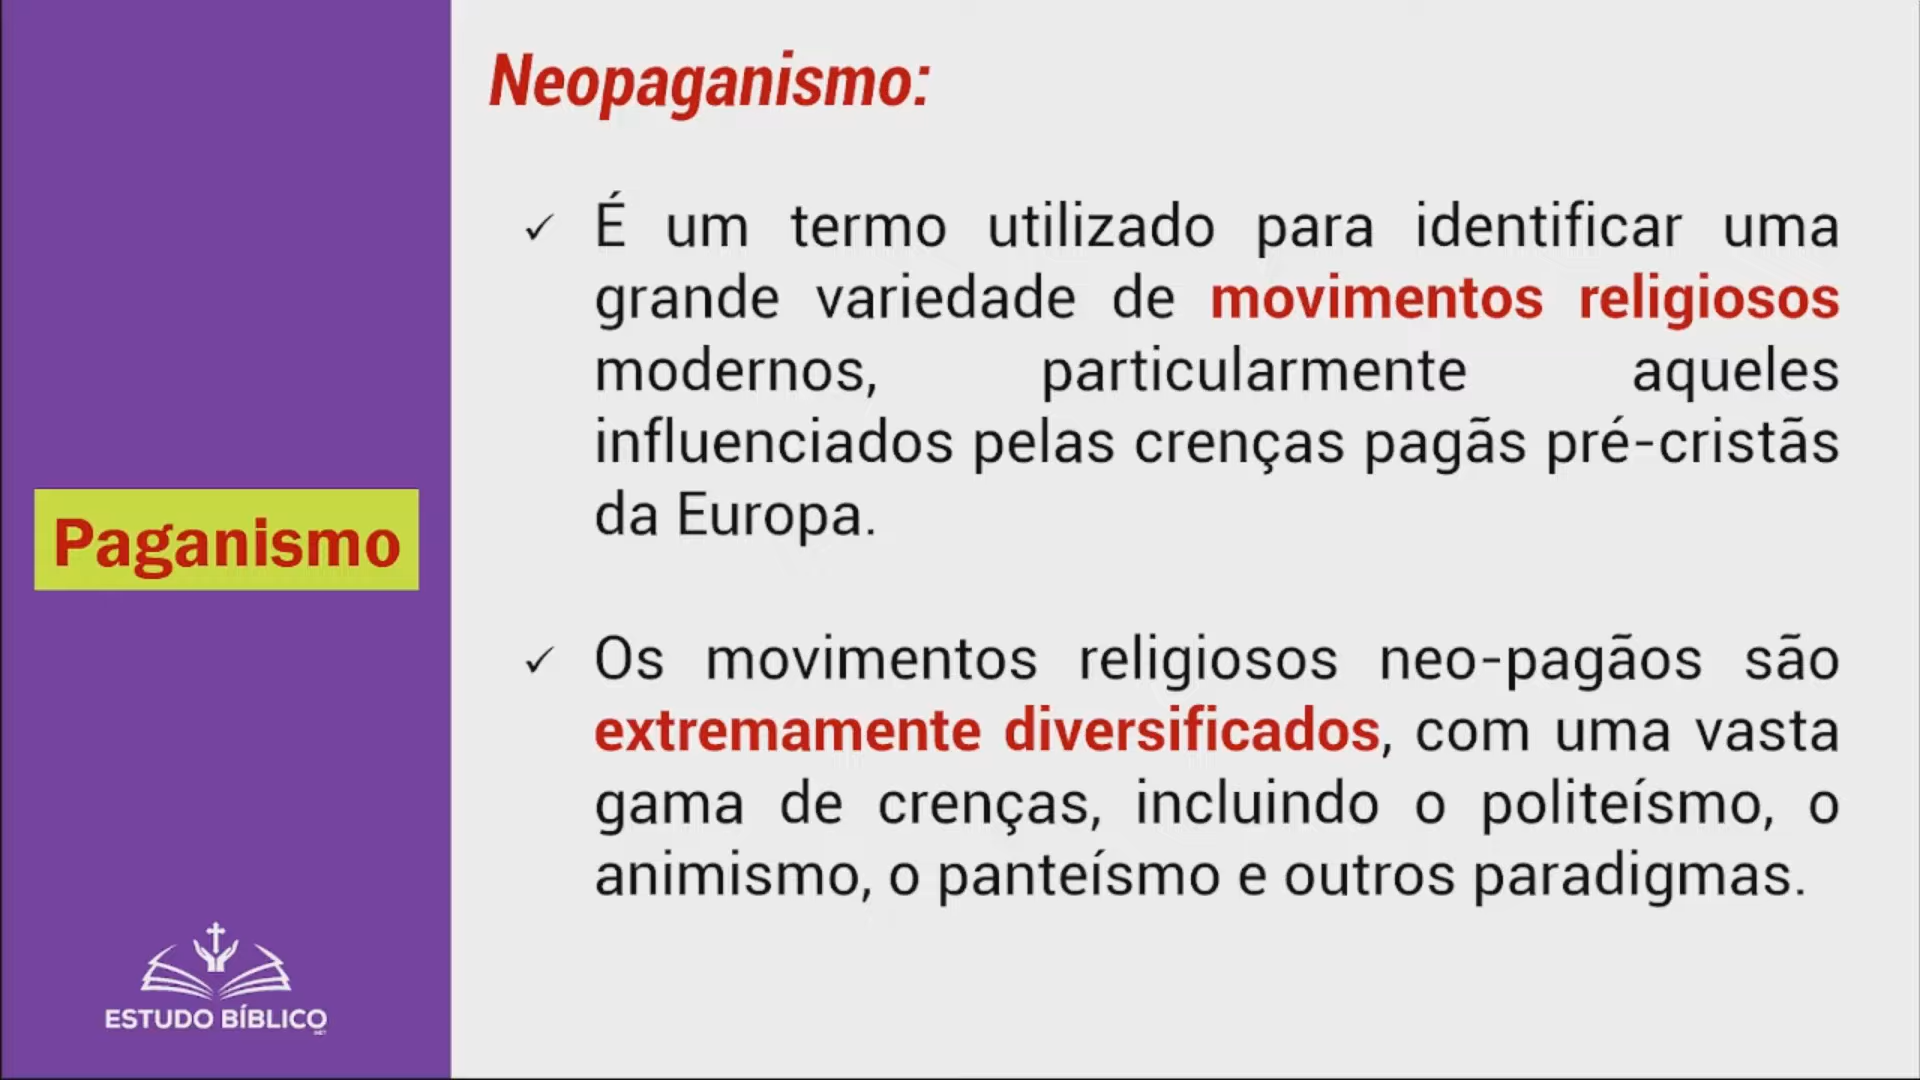 Neopaganismo:
✓ É um termo utilizado para identificar uma
grande variedade de movimentos religiosos
modernos, particularmente aqueles
influenciados pelas crenças pagãs pré-cristãs
da Europa.
✓ Os movimentos religiosos neo-pagãos são
extremamente diversificados, com uma vasta
gama de crenças, incluindo o politeísmo, o
animismo, o panteísmo e outros paradigmas.
Paganismo
ESTUDO BÍBLICO